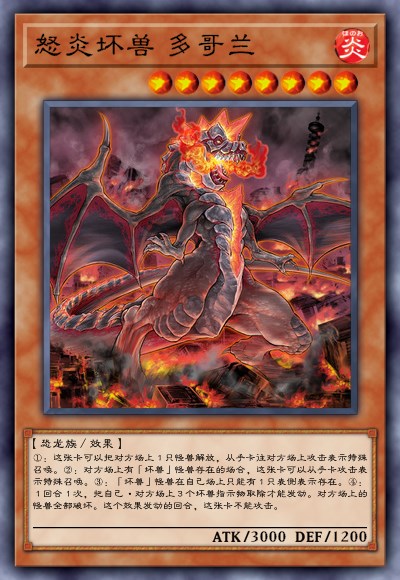 怒炎坏兽 多哥兰
ほのお
炎
【恐龙族/效果】
①:这张卡可以把对方场上1只怪兽解放,从手卡往对方场上攻击表示特殊
召唤。②:对方场上有「坏兽」怪兽存在的场合,这张卡可以从手卡攻击表
示特殊召唤。③:「坏兽」怪兽在自己场上只能有1只表侧表示存在。④:
1回合1次,把自己·对方场上3个坏兽指示物取除才能发动。对方场上的
怪兽全部破坏。这个效果发动的回合,这张卡不能攻击。
ATK/3000 DEF/1200